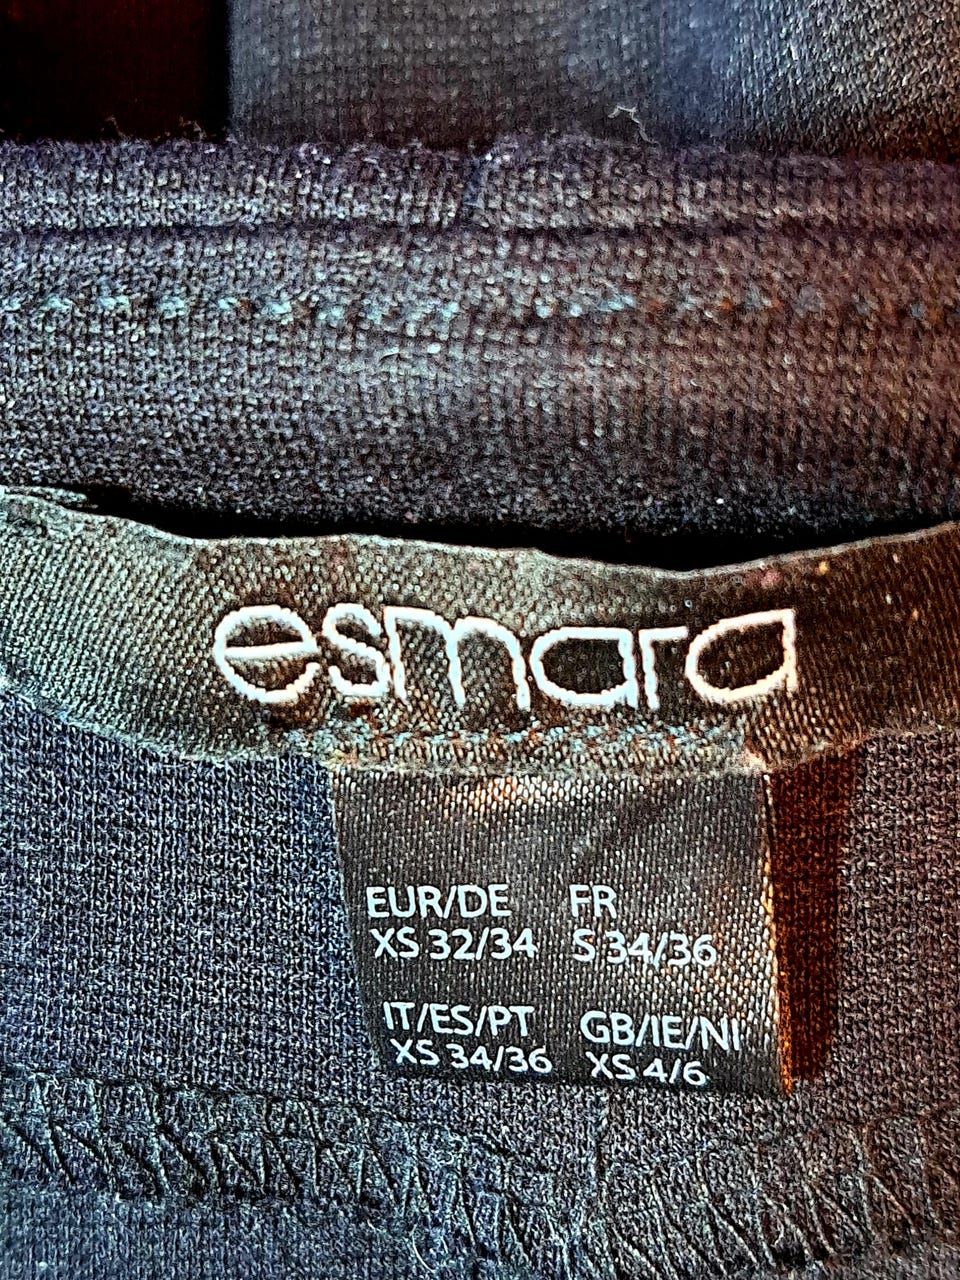 esmara
EUR/DE FR
XS 32/34 S 34/36
IT/ES/PT GB/IE/NI
XS 34/36 XS 4/6